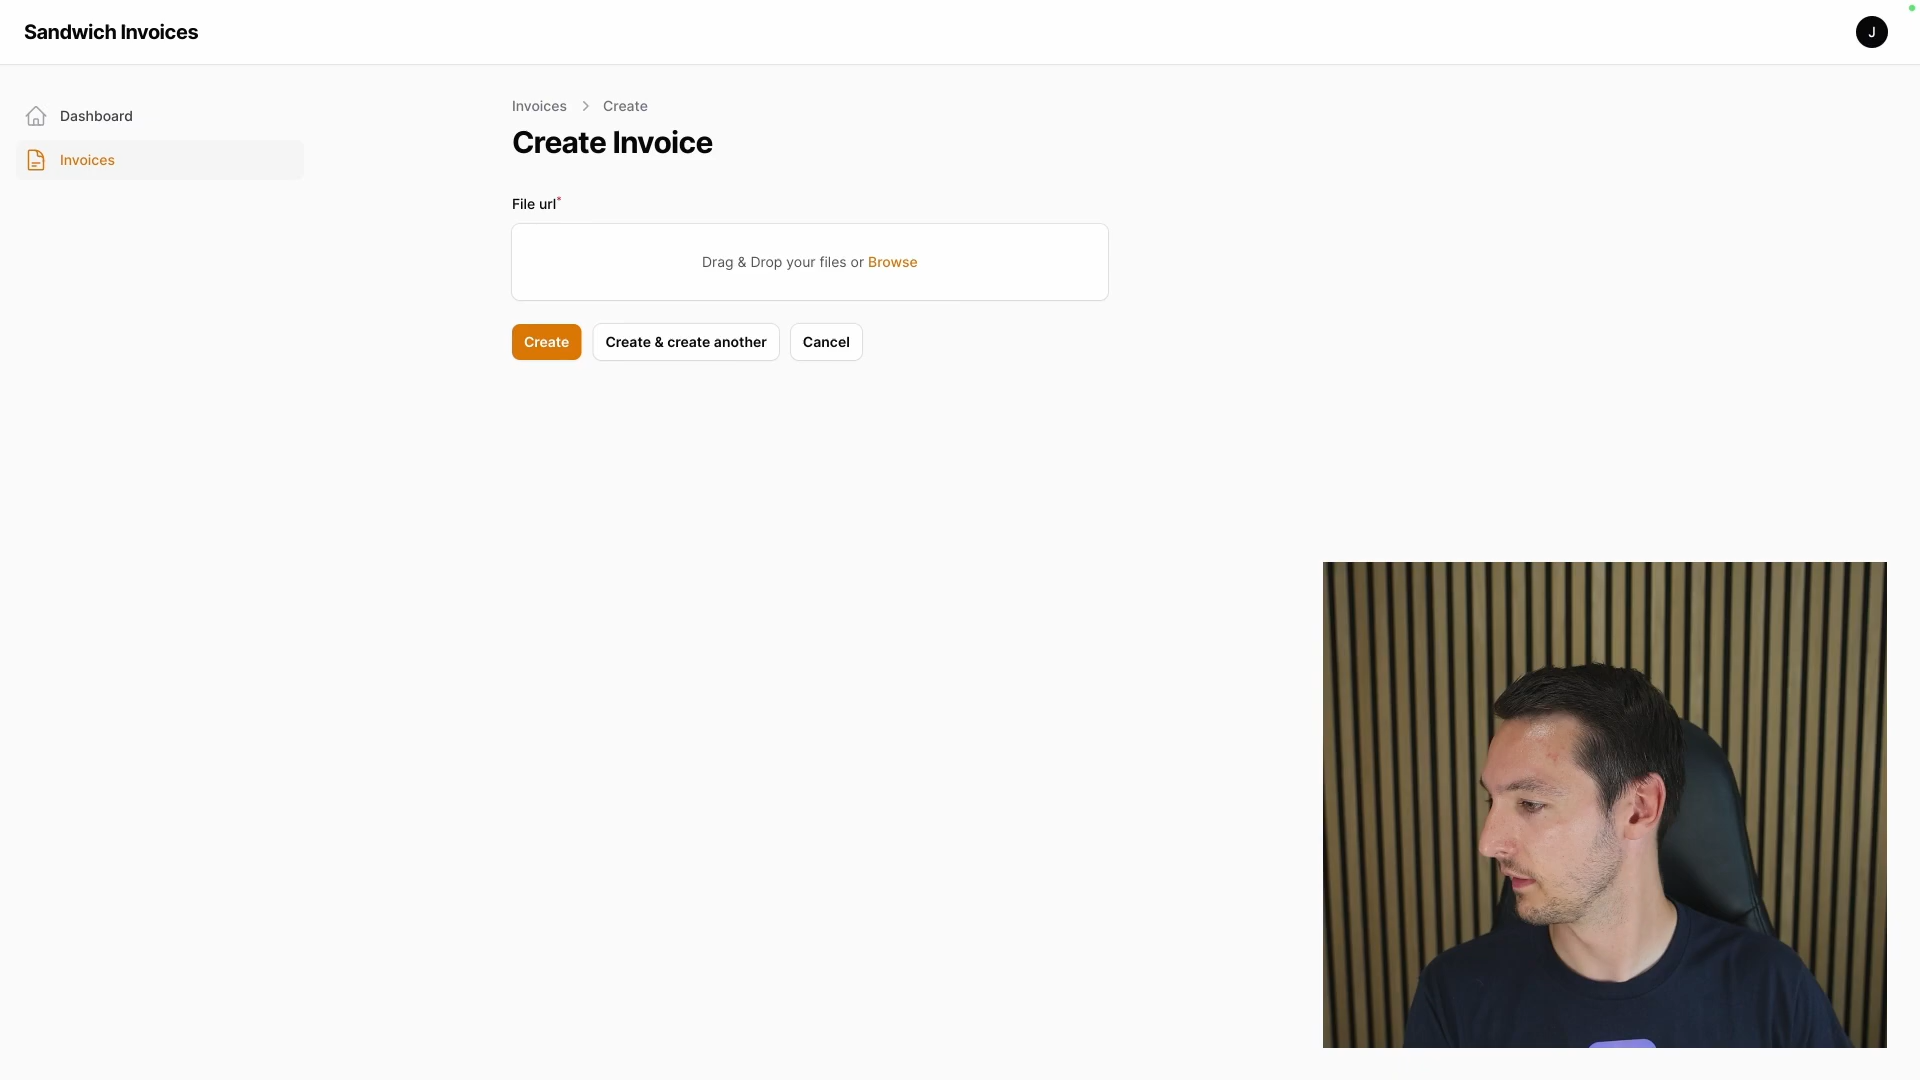 Sandwich Invoices
J
Dashboard
Invoices
Invoices > Create
Create Invoice
File url*
Drag & Drop your files or Browse
Create
Create & create another
Cancel